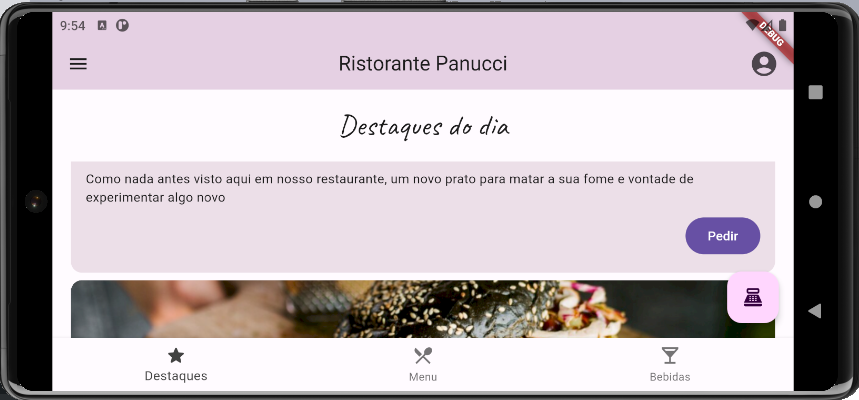 9:54
DEBUG
Ristorante Panucci
Destaques do dia
Como nada antes visto aqui em nosso restaurante, um novo prato para matar a sua fome e vontade de
experimentar algo novo
Pedir
Destaques
Menu
Bebidas